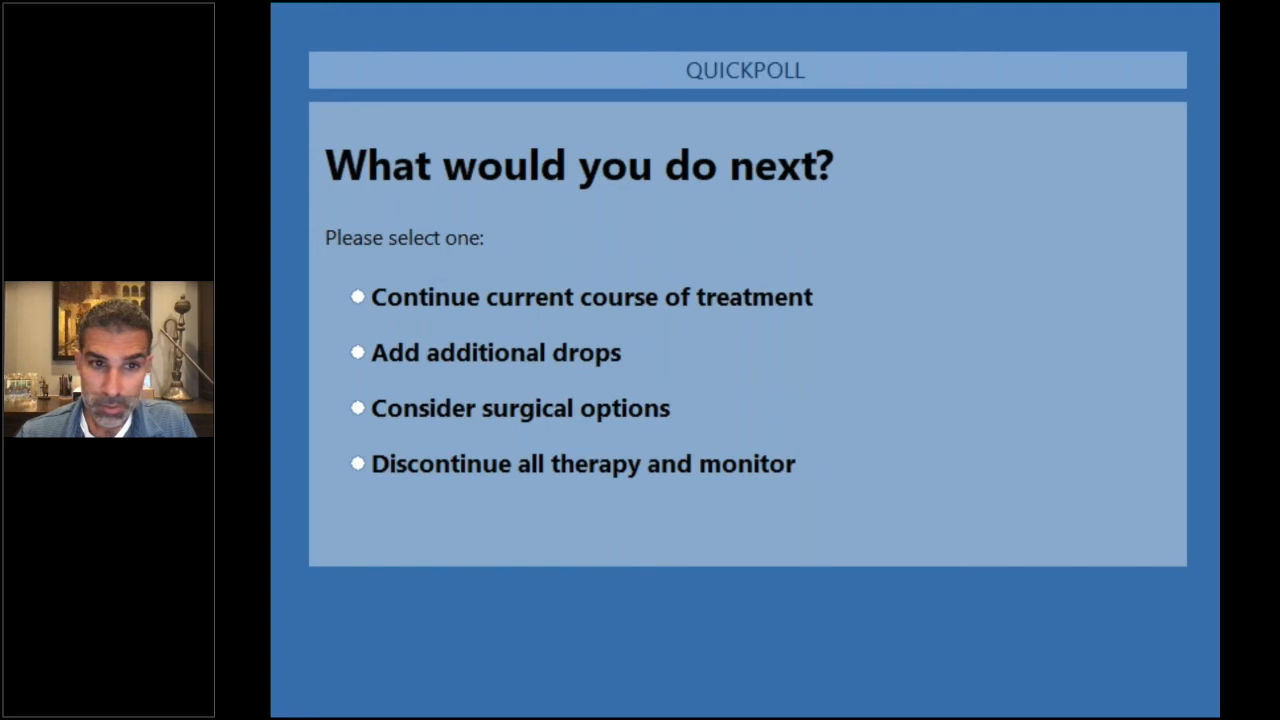 QUICKPOLL
What would you do next?
Please select one:
Continue current course of treatment
Add additional drops
Consider surgical options
Discontinue all therapy and monitor